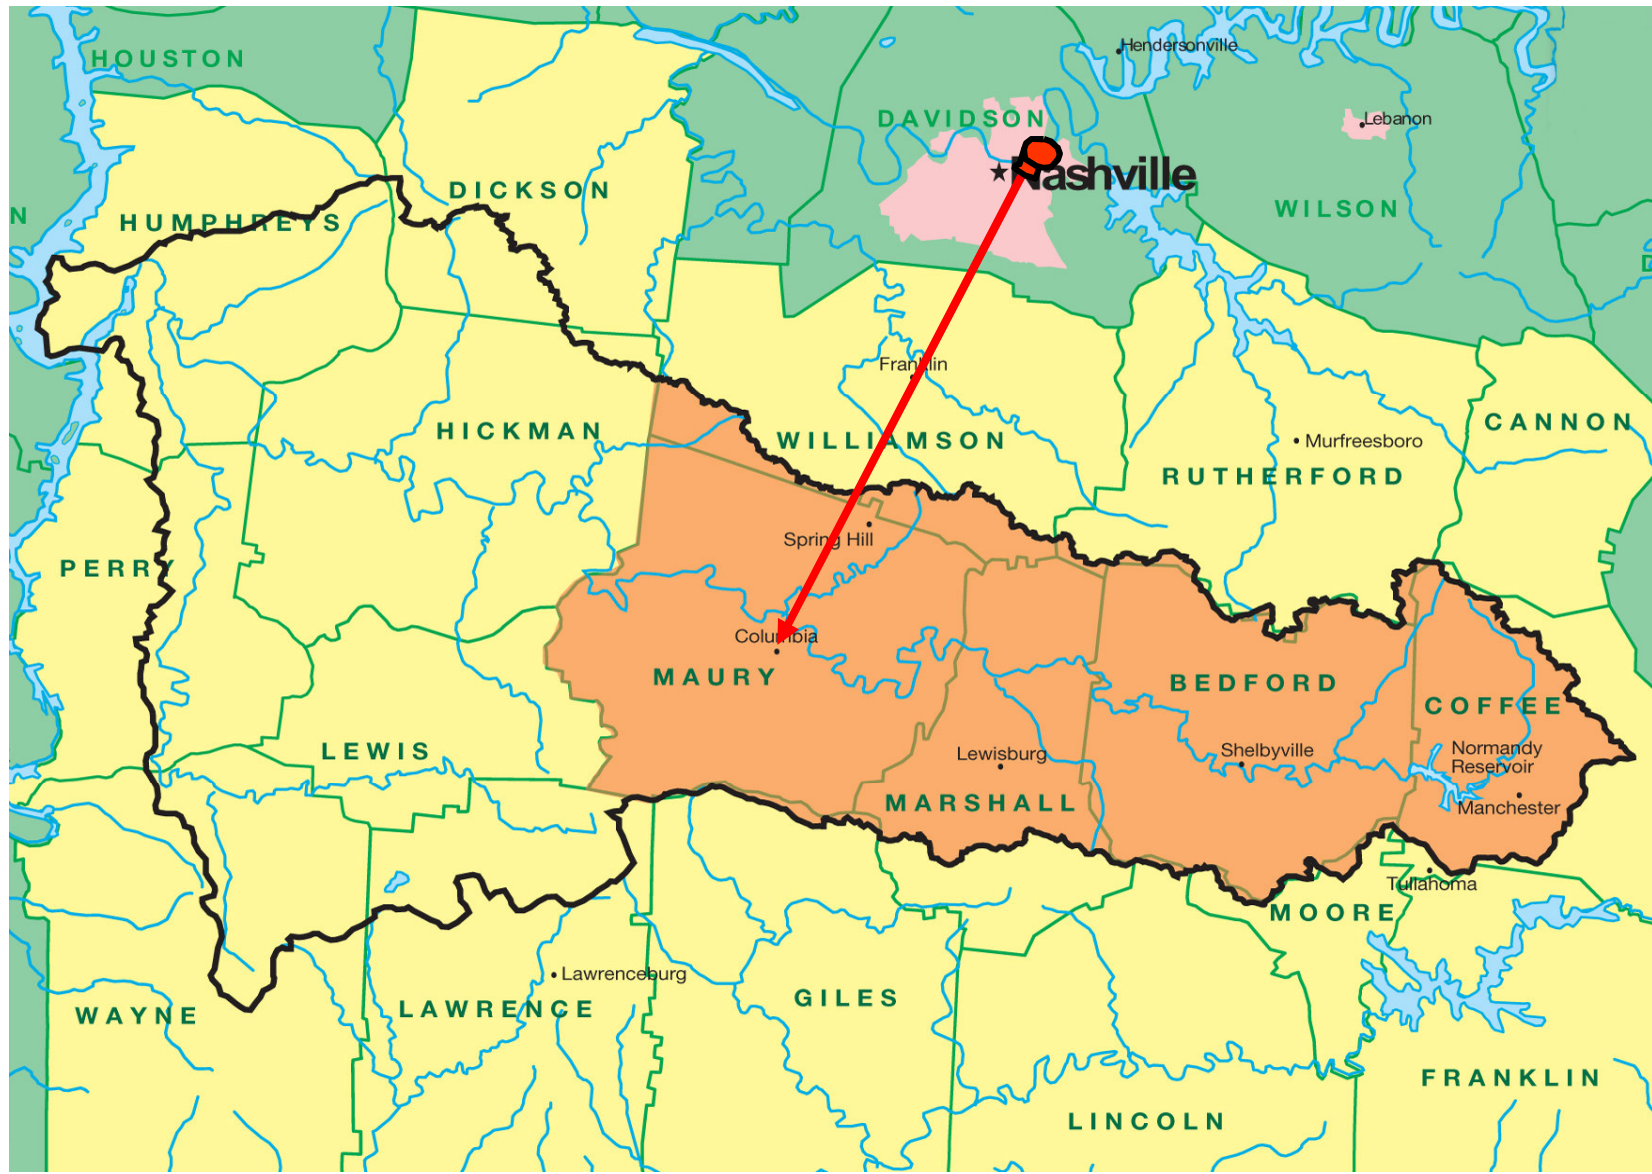 Hendersonville
HOUSTON
DAVIDSON
Lebanon
Nashville
DICKSON
WILSON
N
HUMPHREYS
D
Franklin
CANNON
HICKMAN
WILLIAMSON
Murfreesboro
RUTHERFORD
Spring Hill
PERRY
Columbia
MAURY
BEDFORD
COFFEE
LEWIS
Lewisburg
Shelbyville
Normandy
Reservoir
MARSHALL
Manchester
Tullahoma
MOORE
Lawrenceburg
GILES
LAWRENCE
WAYNE
FRANKLIN
LINCOLN